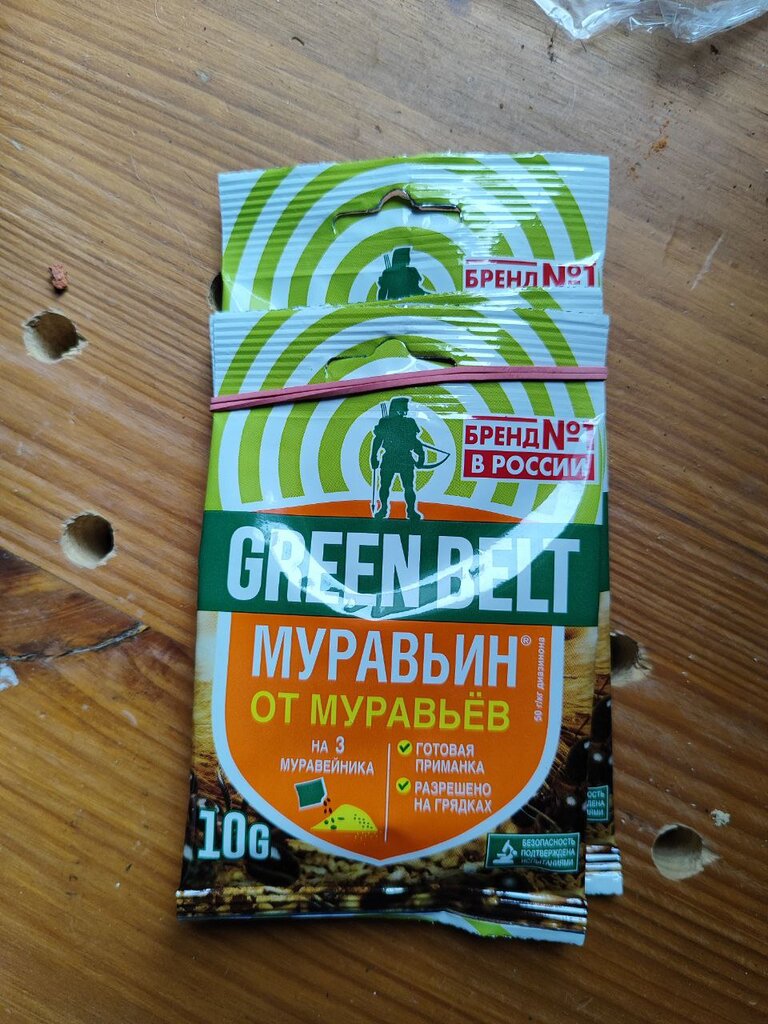 БРЕНД №1
БРЕНД №1
В РОССИИ
GREEN BELT
МУРАВЬИН®
ОТ МУРАВЬЁВ
50 г/кг диазинона
НА 3
МУРАВЕЙНИКА
ГОТОВАЯ
ПРИМАНКА
РАЗРЕШЕНО
НА ГРЯДКАХ
10G
БЕЗОПАСНОСТЬ
ПОДТВЕРЖДЕНА
ИСПЫТАНИЯМИ